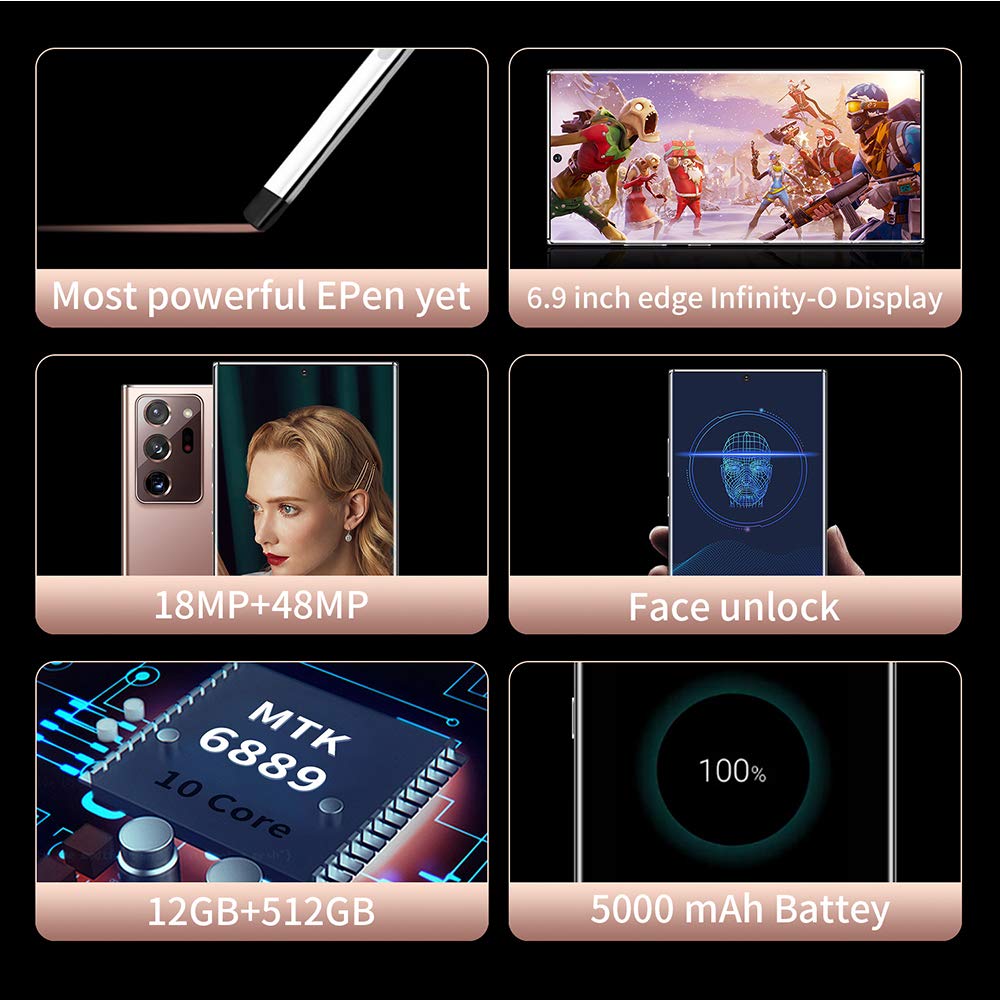 Most powerful EPen yet
6.9 inch edge Infinity-O Display
18MP+48MP
Face unlock
MTK
6889
10 Core
12GB+512GB
100%
5000 mAh Battey